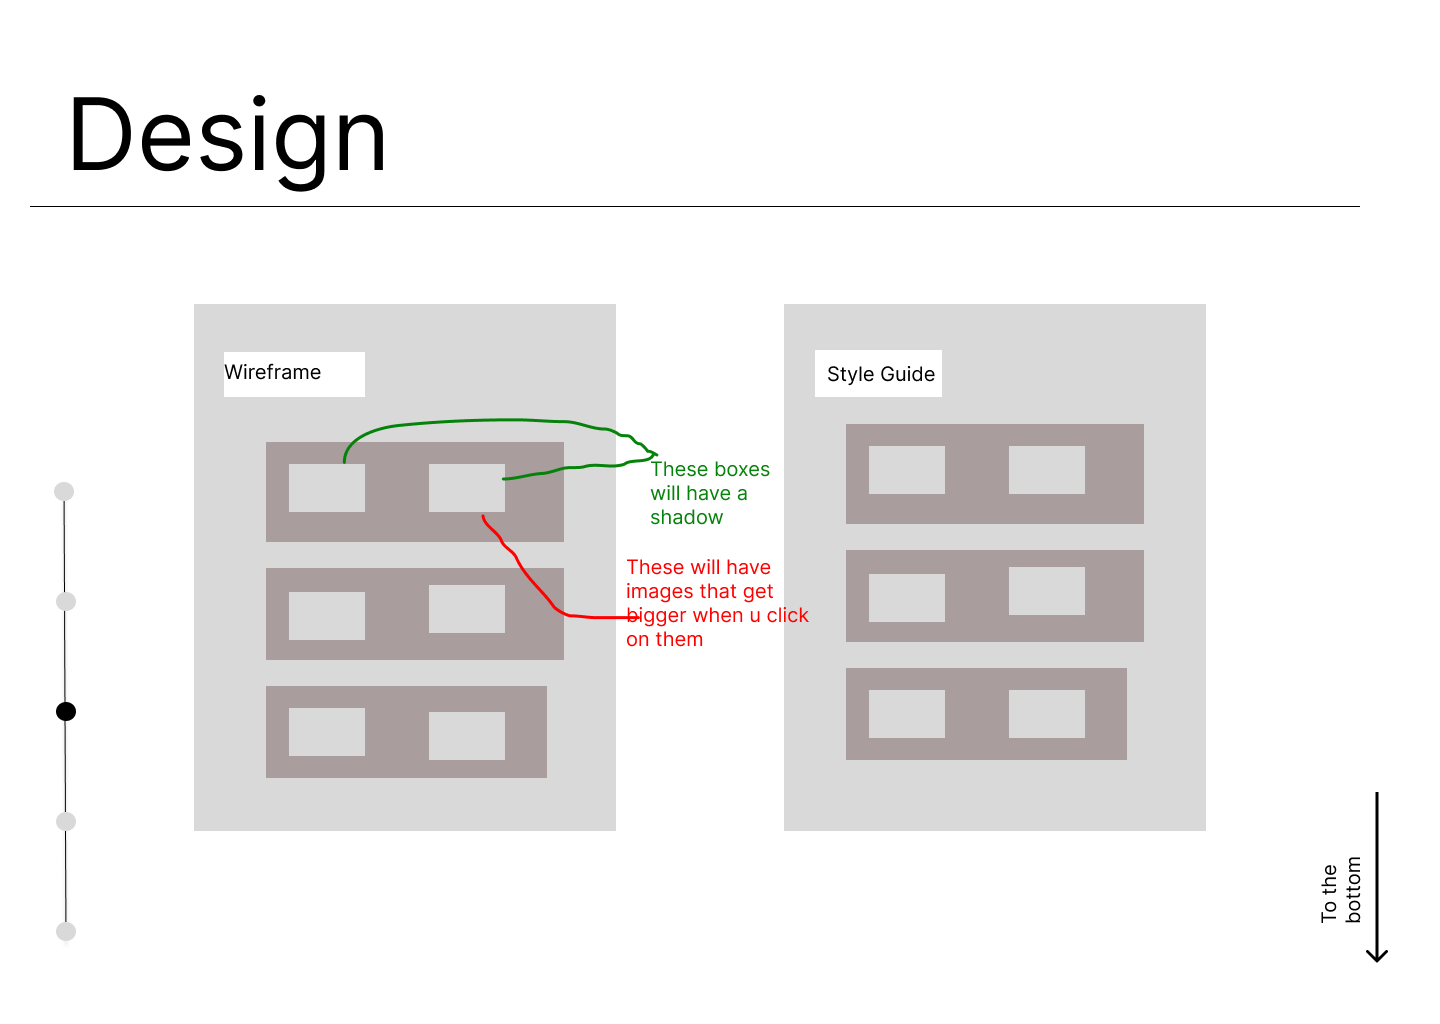 Design
Wireframe
Style Guide
These boxes
will have a
shadow
These will have
images that get
bigger when u click
on them
To the
bottom